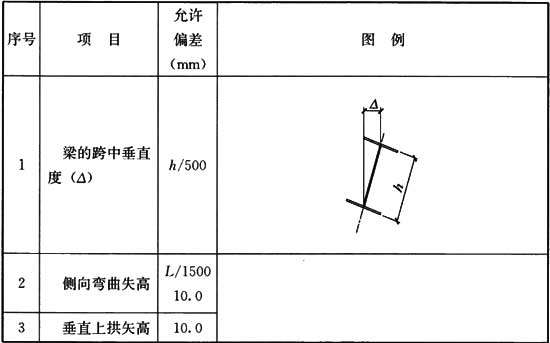 序号 项 目 允许偏差(mm) 图 例
1 梁的跨中垂直度(Δ) h/500
Δ
h
2 侧向弯曲失高 L/1500
10.0
3 垂直上拱矢高 10.0